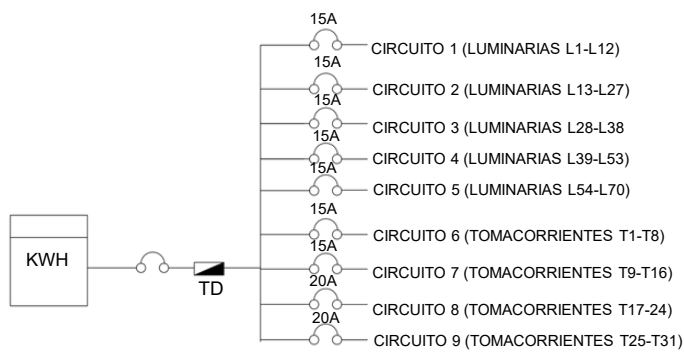 15A
CIRCUITO 1 (LUMINARIAS L1-L12)
15A
CIRCUITO 2 (LUMINARIAS L13-L27)
15A
CIRCUITO 3 (LUMINARIAS L28-L38
15A
CIRCUITO 4 (LUMINARIAS L39-L53)
15A
CIRCUITO 5 (LUMINARIAS L54-L70)
15A
CIRCUITO 6 (TOMACORRIENTES T1-T8)
15A
CIRCUITO 7 (TOMACORRIENTES T9-T16)
20A
CIRCUITO 8 (TOMACORRIENTES T17-24)
20A
CIRCUITO 9 (TOMACORRIENTES T25-T31)
KWH
TD